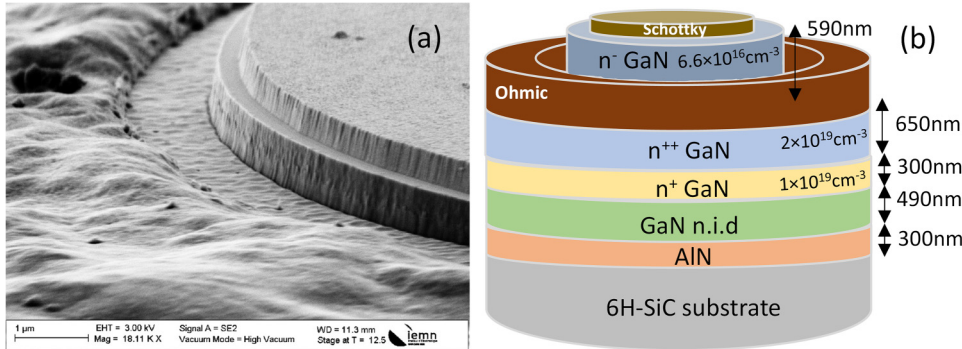 (a)
1 µm
EHT = 3.00 kV
Mag = 18.11 K X
Signal A = SE2
Vacuum Mode = High Vacuum
WD = 11.3 mm
Stage at T = 12.5
iemn
(b)
Schottky
590nm
n⁻ GaN 6.6×10¹⁶cm⁻³
Ohmic
650nm
n⁺⁺ GaN 2×10¹⁹cm⁻³
300nm
n⁺ GaN 1×10¹⁹cm⁻³
490nm
GaN n.i.d
300nm
AlN
6H-SiC substrate